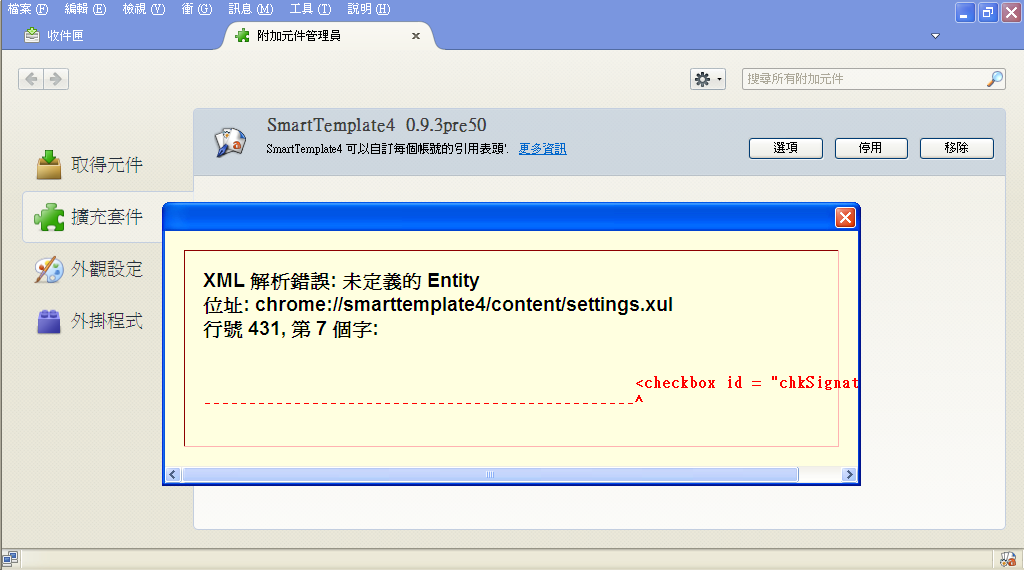 檔案 (F) 編輯 (E) 檢視 (V) 衝 (G) 訊息 (M) 工具 (T) 說明 (H)
收件匣 附加元件管理員
搜尋所有附加元件
SmartTemplate4 0.9.3pre50
SmartTemplate4 可以自訂每個帳號的引用表頭'. 更多資訊
選項 停用 移除
取得元件
擴充套件
外觀設定
外掛程式
XML 解析錯誤: 未定義的 Entity
位址: chrome://smarttemplate4/content/settings.xul
行號 431, 第 7 個字:
<checkbox id = "chkSignat
------------------------------------------------^